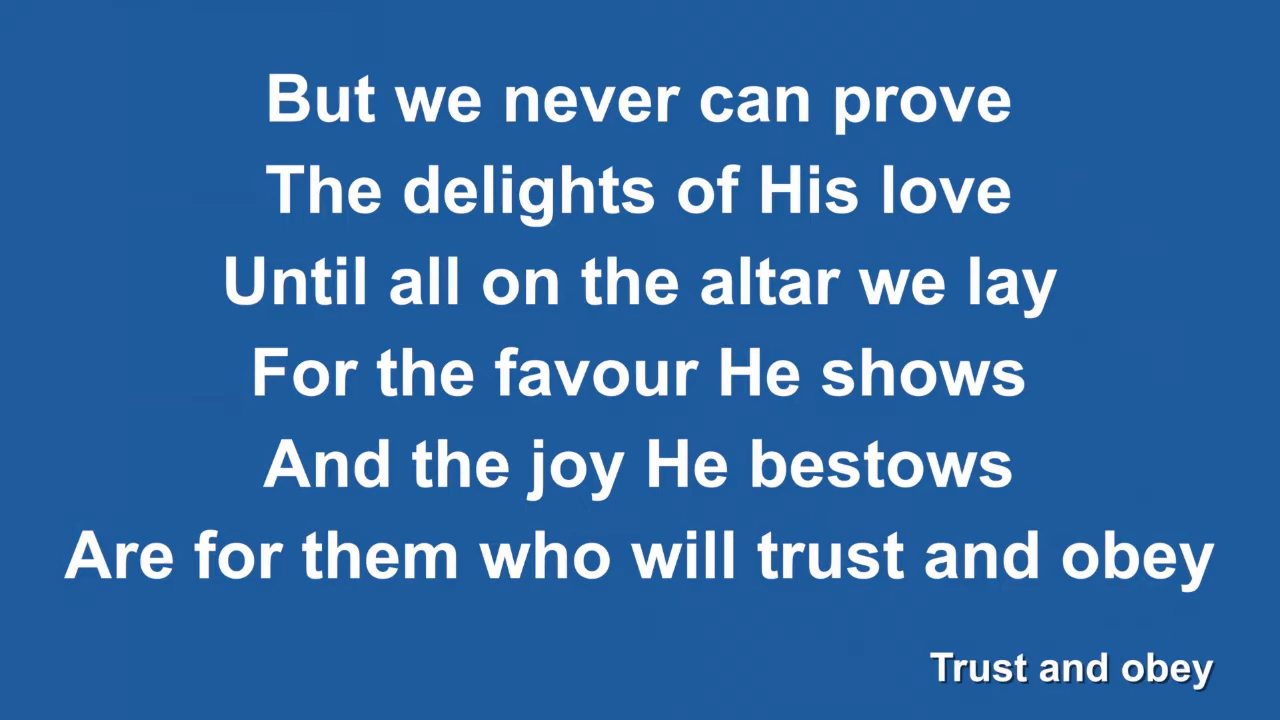 But we never can prove
The delights of His love
Until all on the altar we lay
For the favour He shows
And the joy He bestows
Are for them who will trust and obey
Trust and obey